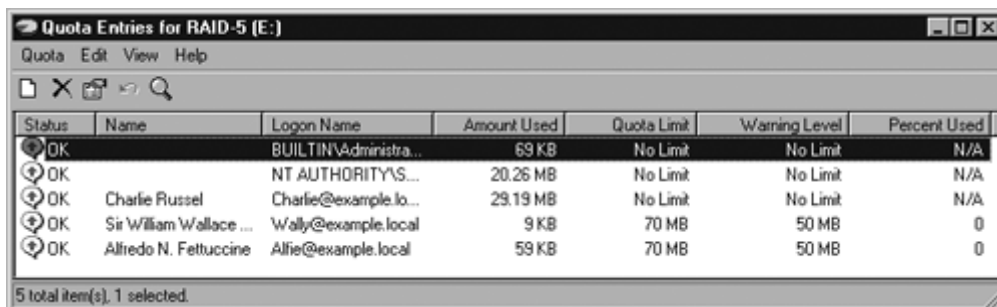 Quota Entries for RAID-5 (E:)
Quota Edit View Help
Status Name Logon Name Amount Used Quota Limit Warning Level Percent Used
OK BUILTIN\Administra... 69 KB No Limit No Limit N/A
OK NT AUTHORITY\S... 20.26 MB No Limit No Limit N/A
OK Charlie Russel Charlie@example.lo... 29.19 MB No Limit No Limit N/A
OK Sir William Wallace ... Wally@example.local 9 KB 70 MB 50 MB 0
OK Alfredo N. Fettuccine Alfie@example.local 59 KB 70 MB 50 MB 0
5 total item(s), 1 selected.